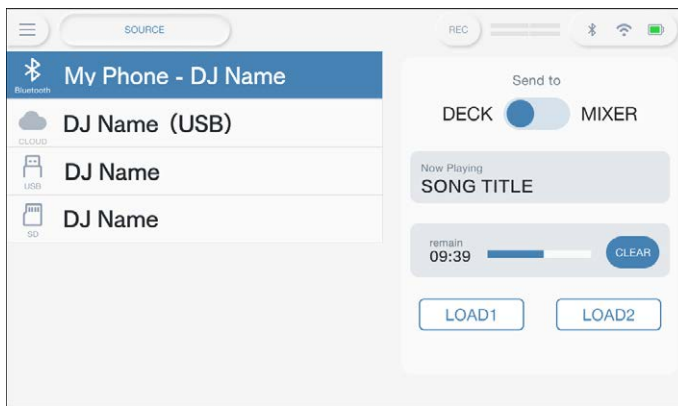 SOURCE
REC
Bluetooth
My Phone - DJ Name
CLOUD
DJ Name (USB)
USB
DJ Name
SD
DJ Name
Send to
DECK
MIXER
Now Playing
SONG TITLE
remain
09:39
CLEAR
LOAD1
LOAD2